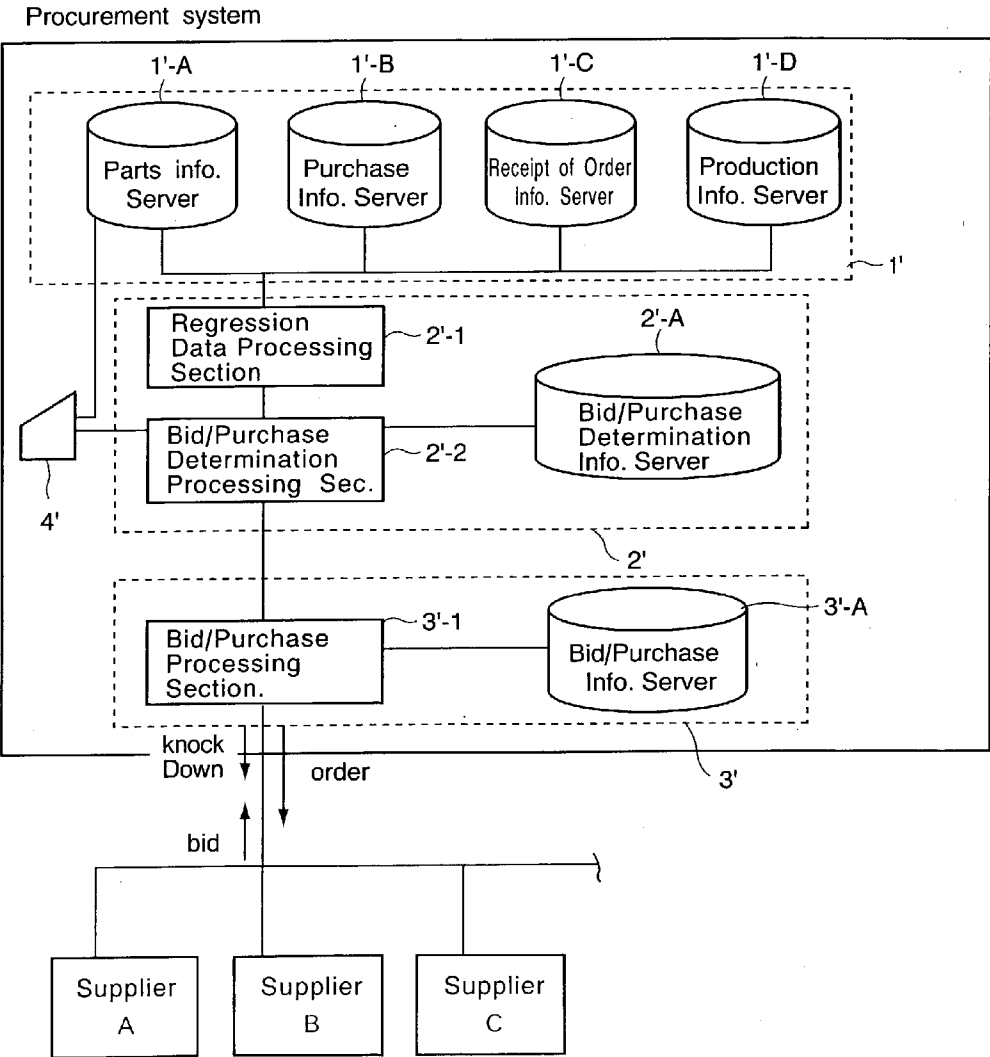 Procurement system
1'-A
1'-B
1'-C
1'-D
Parts info.
Server
Purchase
Info. Server
Receipt of Order
Info. Server
Production
Info. Server
1'
Regression
Data Processing
Section
2'-1
2'-A
Bid/Purchase
Determination
Processing Sec.
2'-2
Bid/Purchase
Determination
Info. Server
4'
2'
Bid/Purchase
Processing
Section.
3'-1
3'-A
Bid/Purchase
Info. Server
3'
knock
Down
order
bid
Supplier
A
Supplier
B
Supplier
C